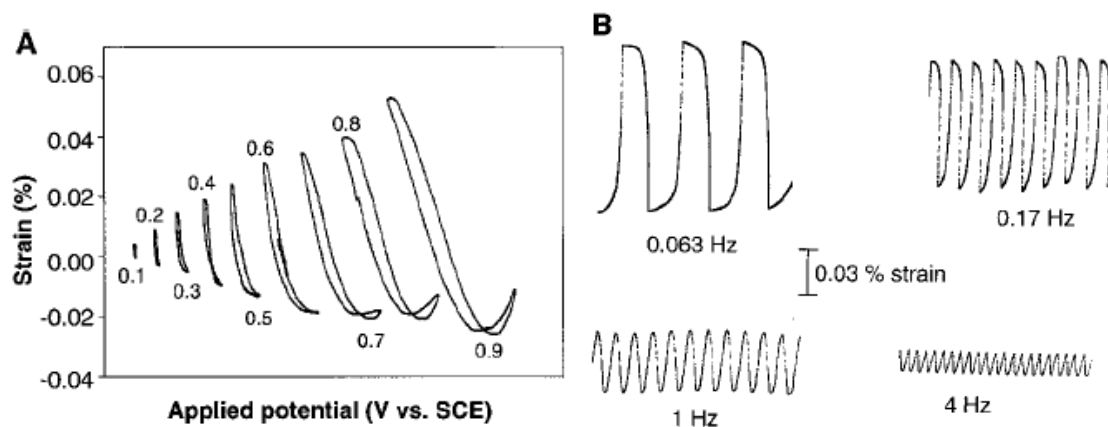 A
Strain (%)
0.06
0.04
0.02
0.00
-0.02
-0.04
0.1
0.2
0.3
0.4
0.5
0.6
0.7
0.8
0.9
Applied potential (V vs. SCE)
B
0.063 Hz
0.17 Hz
0.03 % strain
1 Hz
4 Hz